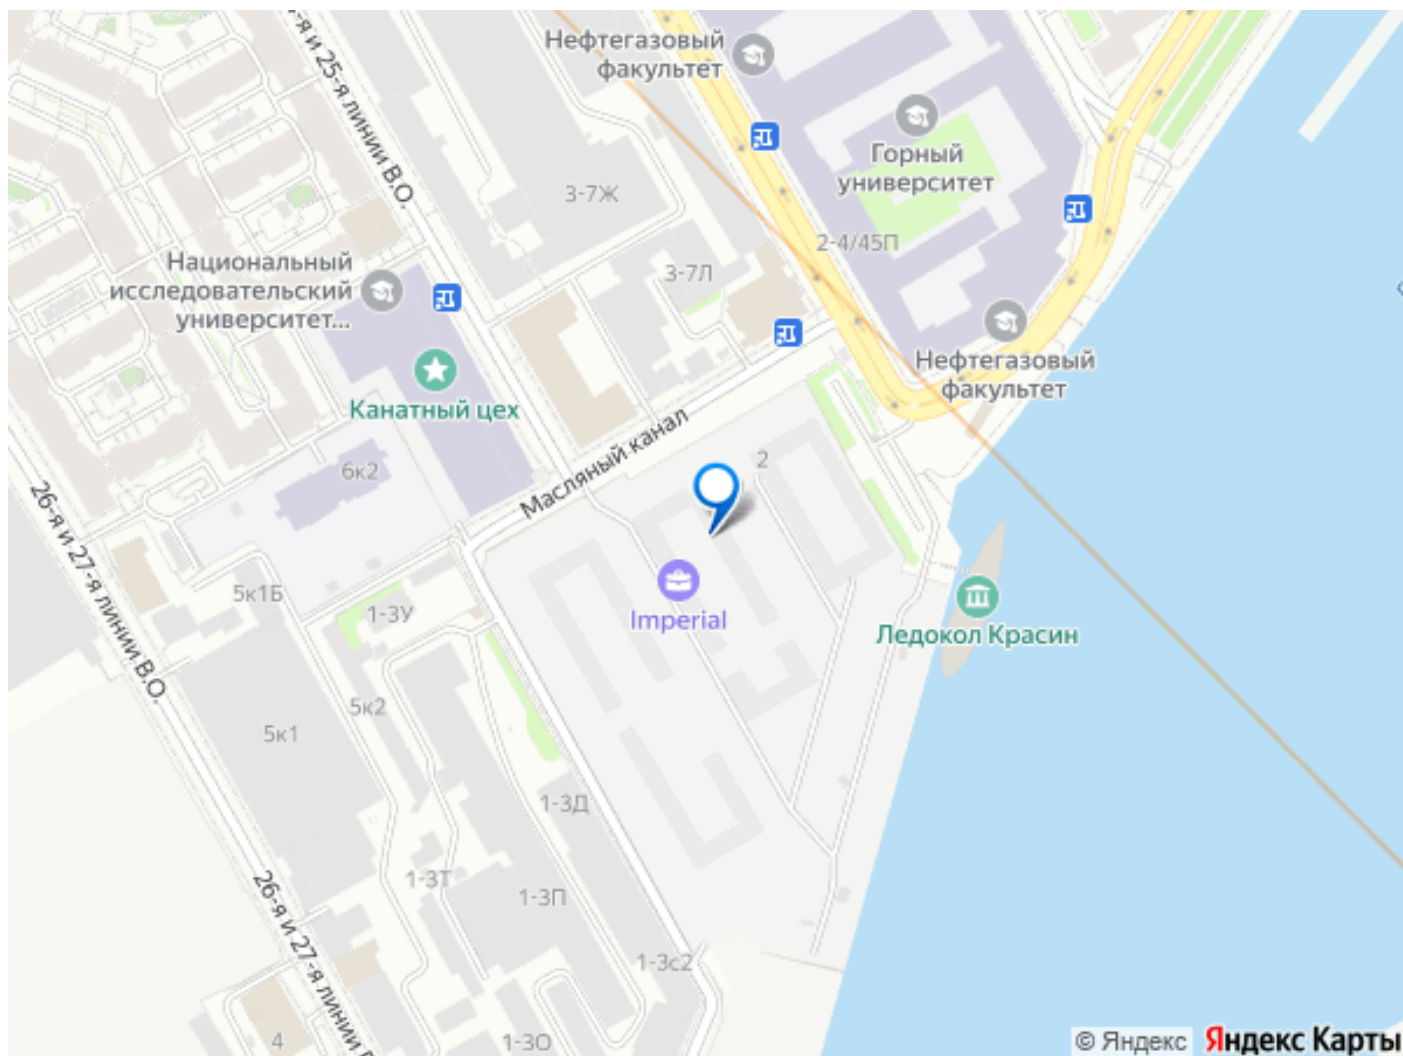 Нефтегазовый
факультет
-я и 25-я линии В.О.
Горный
университет
3-7Ж
2-4/45П
Национальный
исследовательский
университет...
3-7Л
Нефтегазовый
факультет
Канатный цех
Масляный канал
2
6к2
26-я и 27-я линии В.О.
5к1Б
1-3У
Imperial
Ледокол Красин
5к2
5к1
1-3Д
1-3Т
1-3П
26-я и 27-я линии
1-3с2
4
1-3О
© Яндекс Яндекс Карты